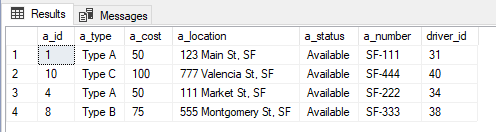 Results Messages
a_id a_type a_cost a_location a_status a_number driver_id
1 1 Type A 50 123 Main St, SF Available SF-111 31
2 10 Type C 100 777 Valencia St, SF Available SF-444 40
3 4 Type A 50 111 Market St, SF Available SF-222 34
4 8 Type B 75 555 Montgomery St, SF Available SF-333 38